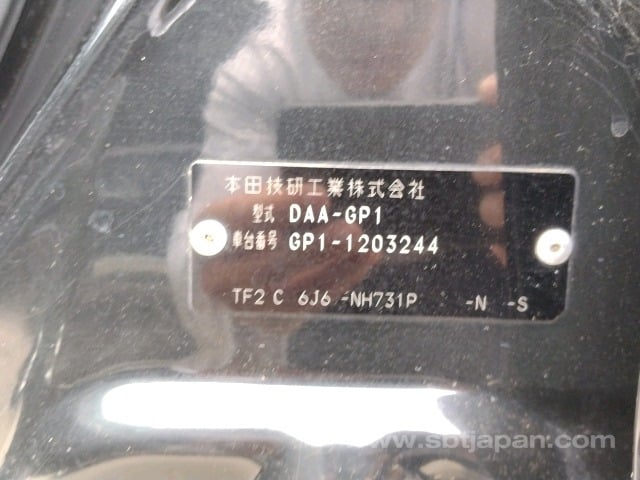 本田技研工業株式会社
型式 DAA-GP1
車台番号 GP1-1203244
TF2 C 6J6 -NH731P -N -S
www.sbtjapan.com